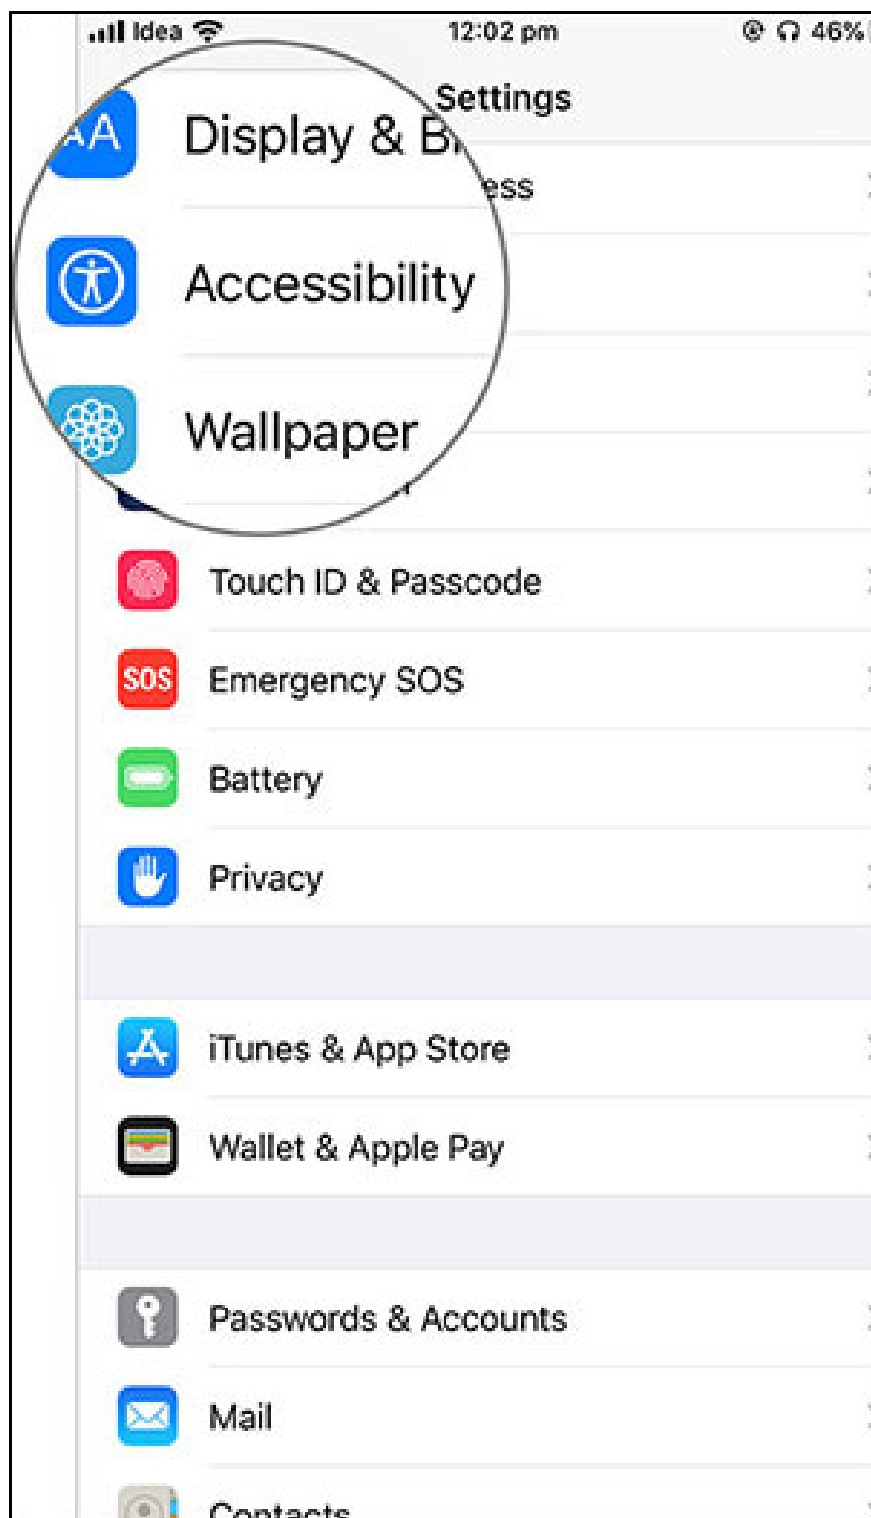 Idea 12:02 pm 46%
Settings
AA Display & B
ess
Accessibility
Wallpaper
Touch ID & Passcode
SOS Emergency SOS
Battery
Privacy
iTunes & App Store
Wallet & Apple Pay
Passwords & Accounts
Mail
Contacts